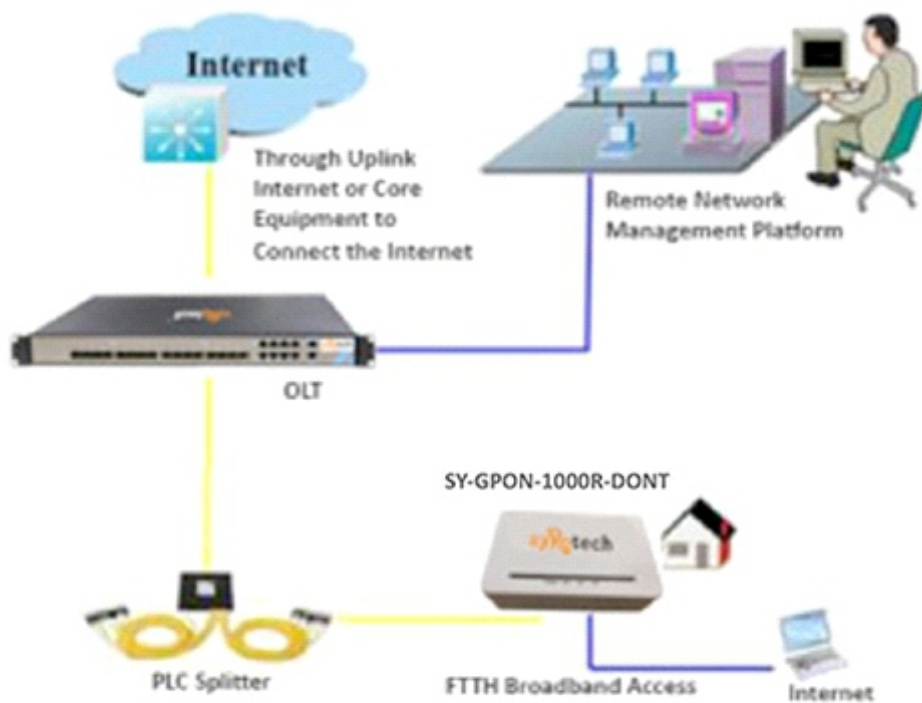 Internet
Through Uplink
Internet or Core
Equipment to
Connect the Internet
Remote Network
Management Platform
OLT
SY-GPON-1000R-DONT
PLC Splitter
FTTH Broadband Access
Internet